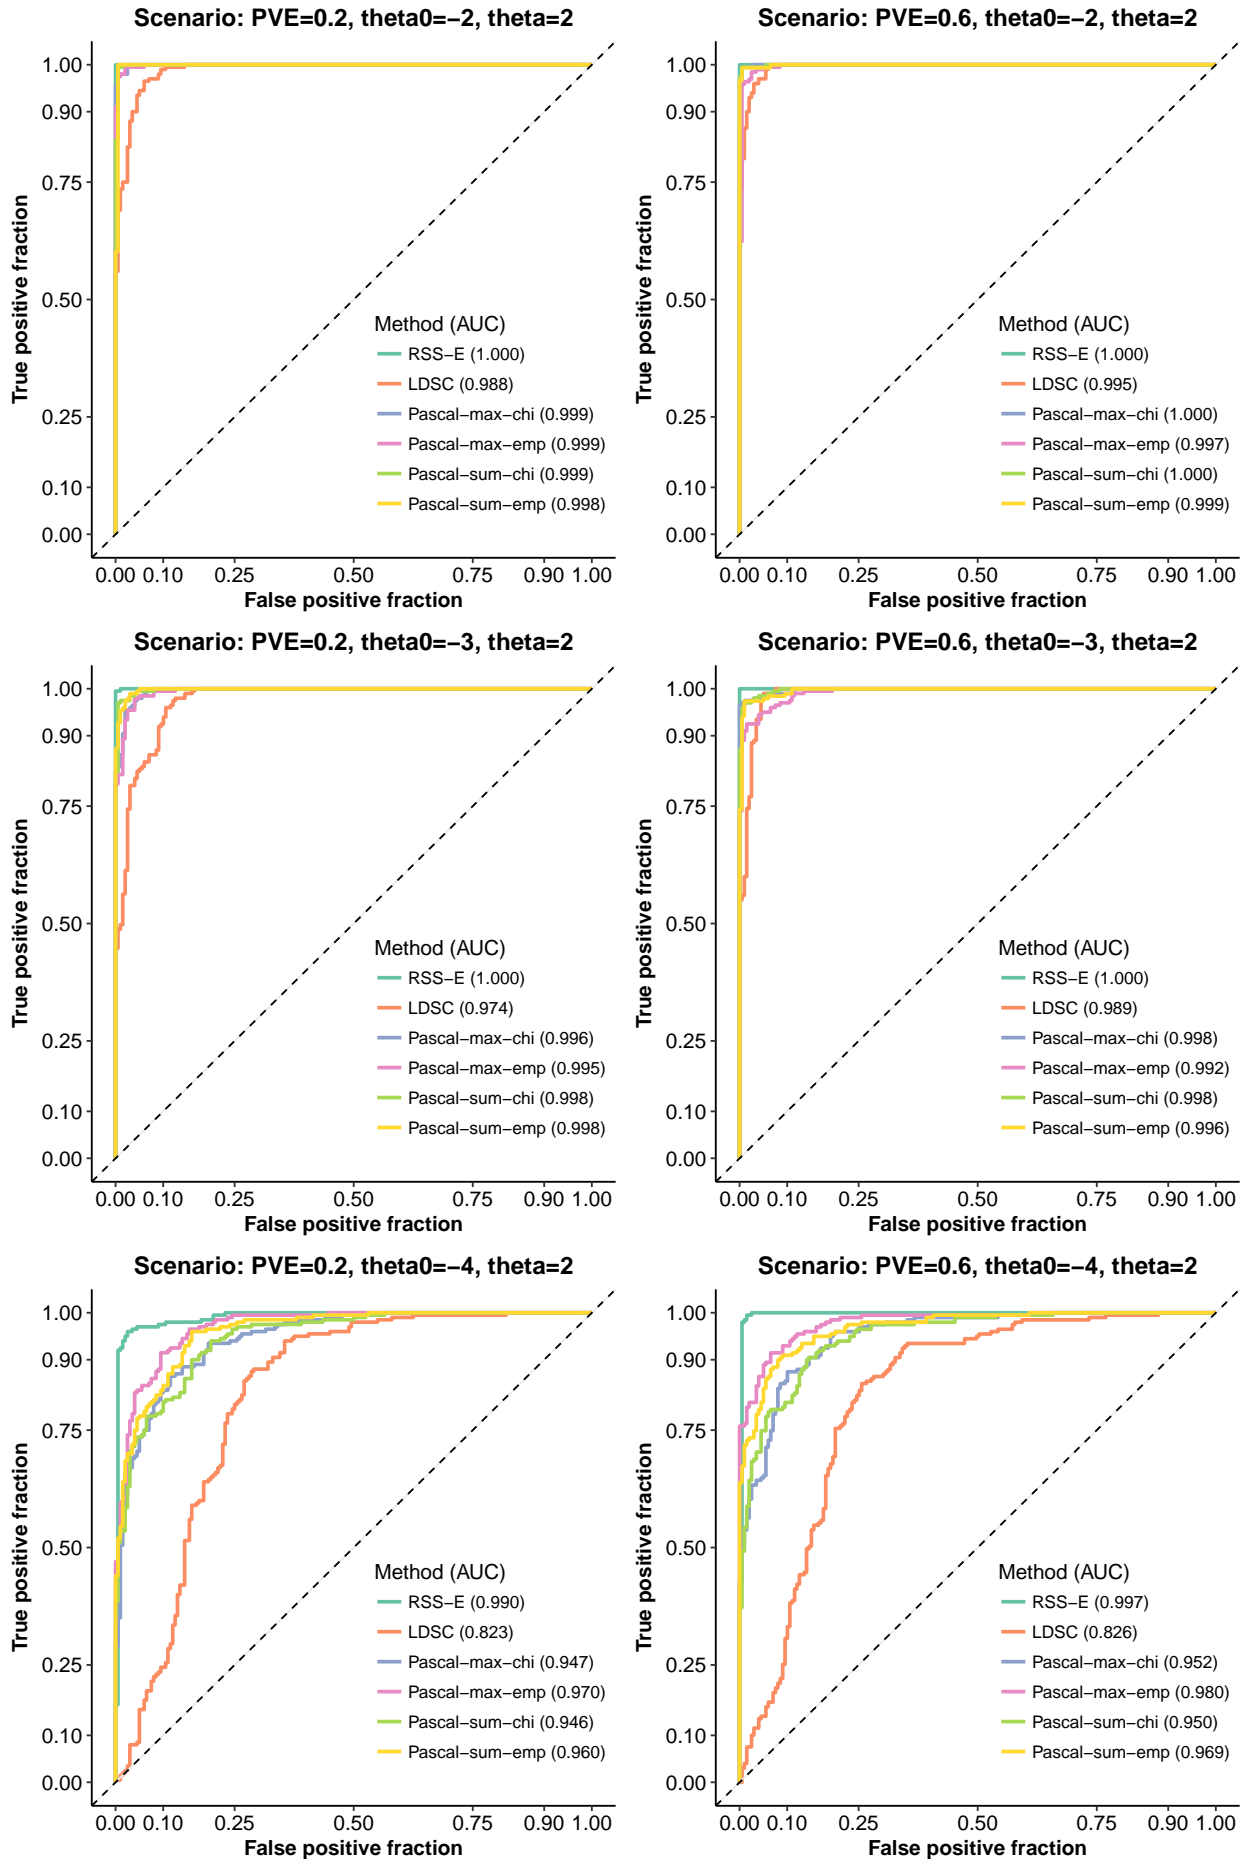 Scenario: PVE=0.2, theta0=−2, theta=2
True positive fraction
1.00
0.90
0.75
0.50
0.25
0.10
0.00
Method (AUC)
RSS−E (1.000)
LDSC (0.988)
Pascal−max−chi (0.999)
Pascal−max−emp (0.999)
Pascal−sum−chi (0.999)
Pascal−sum−emp (0.998)
0.00 0.10 0.25 0.50 0.75 0.90 1.00
False positive fraction
Scenario: PVE=0.6, theta0=−2, theta=2
True positive fraction
1.00
0.90
0.75
0.50
0.25
0.10
0.00
Method (AUC)
RSS−E (1.000)
LDSC (0.995)
Pascal−max−chi (1.000)
Pascal−max−emp (0.997)
Pascal−sum−chi (1.000)
Pascal−sum−emp (0.999)
0.00 0.10 0.25 0.50 0.75 0.90 1.00
False positive fraction
Scenario: PVE=0.2, theta0=−3, theta=2
True positive fraction
1.00
0.90
0.75
0.50
0.25
0.10
0.00
Method (AUC)
RSS−E (1.000)
LDSC (0.974)
Pascal−max−chi (0.996)
Pascal−max−emp (0.995)
Pascal−sum−chi (0.998)
Pascal−sum−emp (0.998)
0.00 0.10 0.25 0.50 0.75 0.90 1.00
False positive fraction
Scenario: PVE=0.6, theta0=−3, theta=2
True positive fraction
1.00
0.90
0.75
0.50
0.25
0.10
0.00
Method (AUC)
RSS−E (1.000)
LDSC (0.989)
Pascal−max−chi (0.998)
Pascal−max−emp (0.992)
Pascal−sum−chi (0.998)
Pascal−sum−emp (0.996)
0.00 0.10 0.25 0.50 0.75 0.90 1.00
False positive fraction
Scenario: PVE=0.2, theta0=−4, theta=2
True positive fraction
1.00
0.90
0.75
0.50
0.25
0.10
0.00
Method (AUC)
RSS−E (0.990)
LDSC (0.823)
Pascal−max−chi (0.947)
Pascal−max−emp (0.970)
Pascal−sum−chi (0.946)
Pascal−sum−emp (0.960)
0.00 0.10 0.25 0.50 0.75 0.90 1.00
False positive fraction
Scenario: PVE=0.6, theta0=−4, theta=2
True positive fraction
1.00
0.90
0.75
0.50
0.25
0.10
0.00
Method (AUC)
RSS−E (0.997)
LDSC (0.826)
Pascal−max−chi (0.952)
Pascal−max−emp (0.980)
Pascal−sum−chi (0.950)
Pascal−sum−emp (0.969)
0.00 0.10 0.25 0.50 0.75 0.90 1.00
False positive fraction